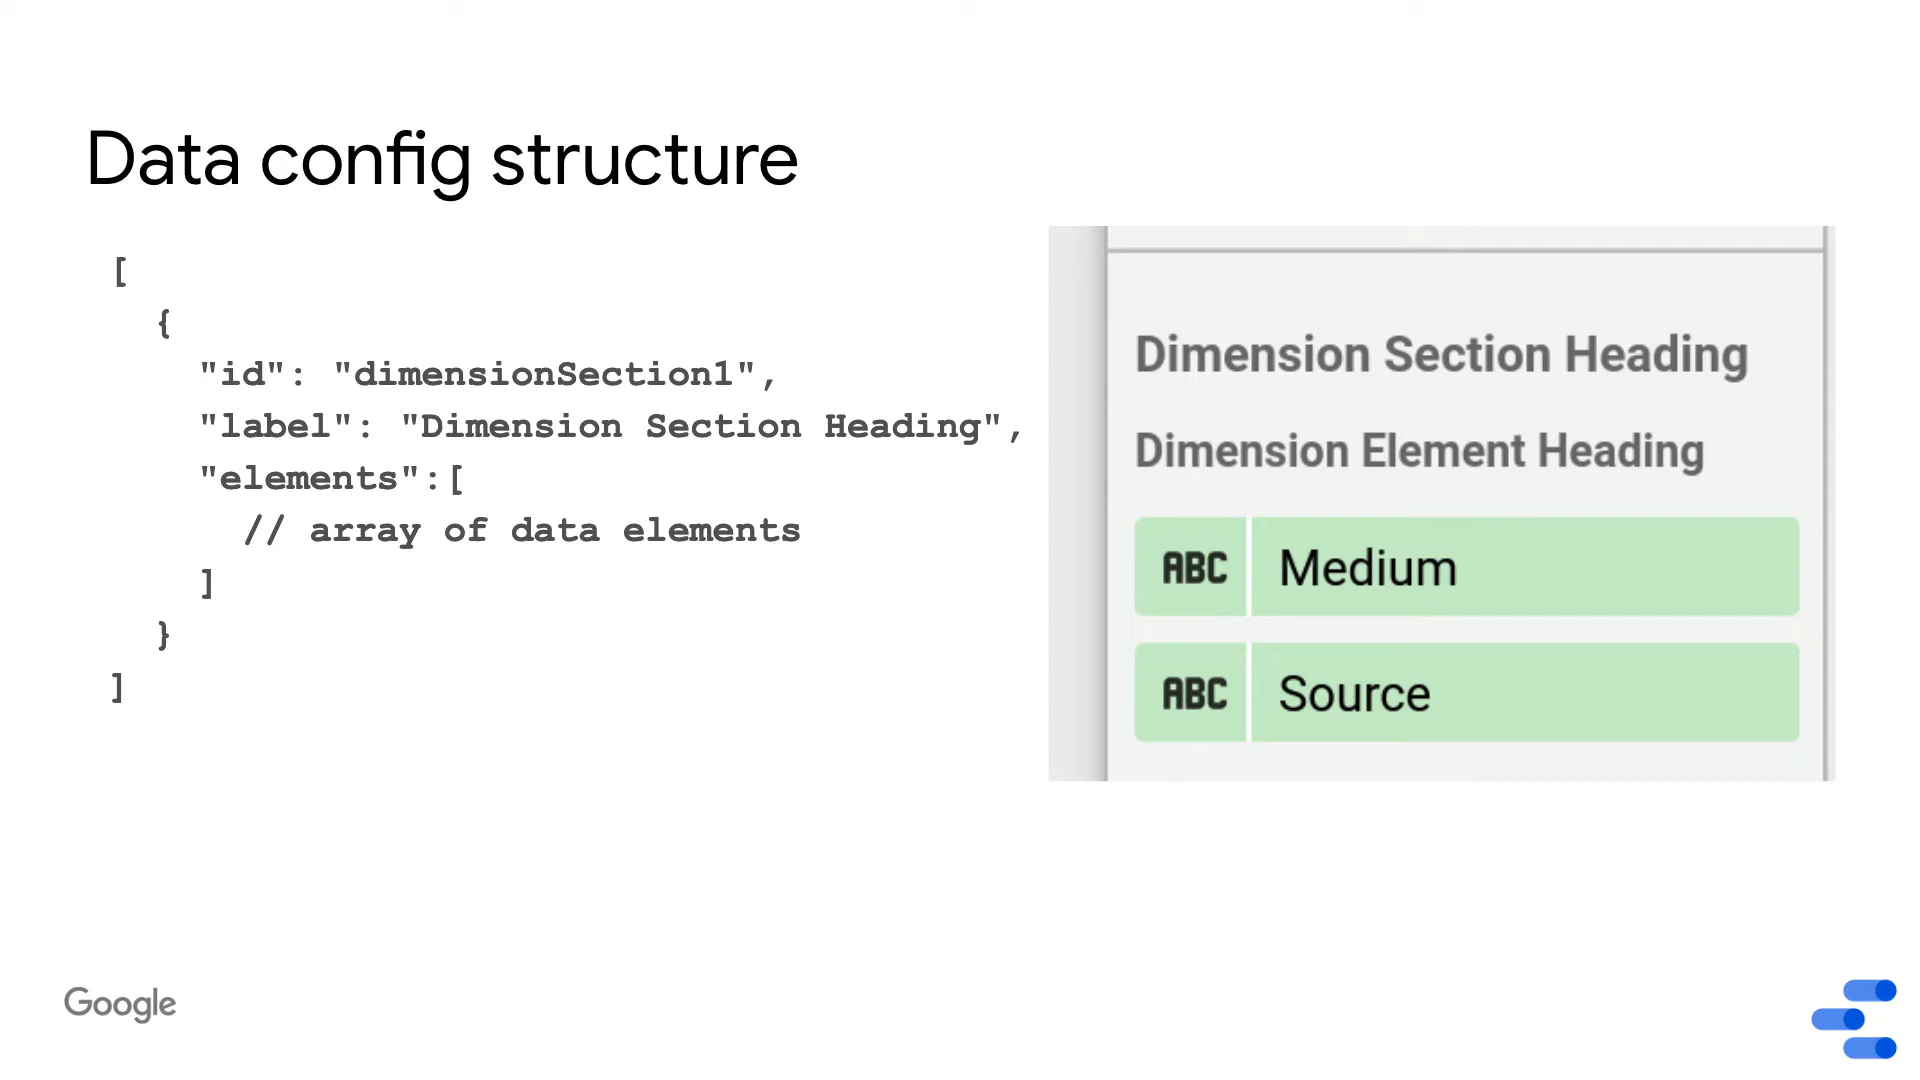 Data config structure
[
{
"id": "dimensionSection1",
"label": "Dimension Section Heading",
"elements":[
// array of data elements
]
}
]
Dimension Section Heading
Dimension Element Heading
ABC Medium
ABC Source
Google